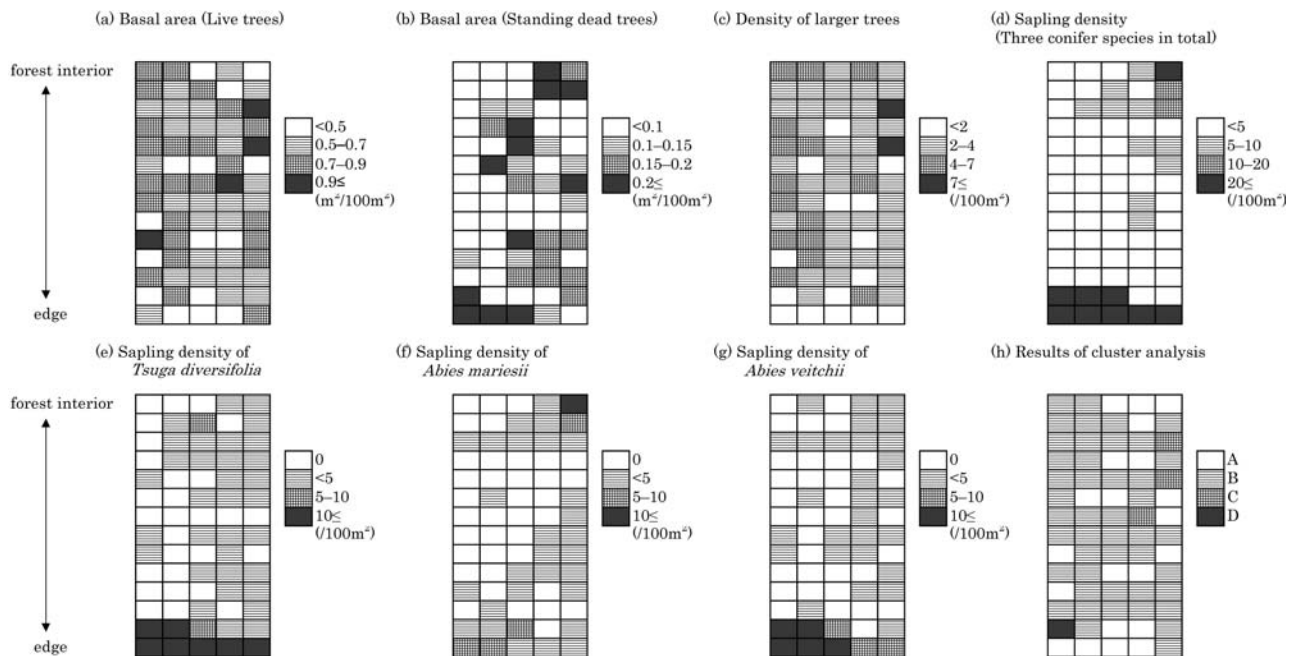 (a) Basal area (Live trees)
(b) Basal area (Standing dead trees)
(c) Density of larger trees
(d) Sapling density
(Three conifer species in total)
forest interior
edge
<0.5
0.5–0.7
0.7–0.9
0.9≤
(m²/100m²)
<0.1
0.1–0.15
0.15–0.2
0.2≤
(m²/100m²)
<2
2–4
4–7
7≤
(/100m²)
<5
5–10
10–20
20≤
(/100m²)
(e) Sapling density of
Tsuga diversifolia
(f) Sapling density of
Abies mariesii
(g) Sapling density of
Abies veitchii
(h) Results of cluster analysis
forest interior
edge
0
<5
5–10
10≤
(/100m²)
0
<5
5–10
10≤
(/100m²)
0
<5
5–10
10≤
(/100m²)
A
B
C
D